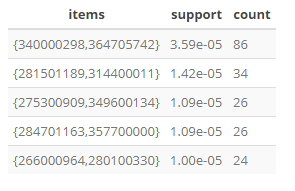 items support count
{340000298,364705742} 3.59e-05 86
{281501189,314400011} 1.42e-05 34
{275300909,349600134} 1.09e-05 26
{284701163,357700000} 1.09e-05 26
{266000964,280100330} 1.00e-05 24